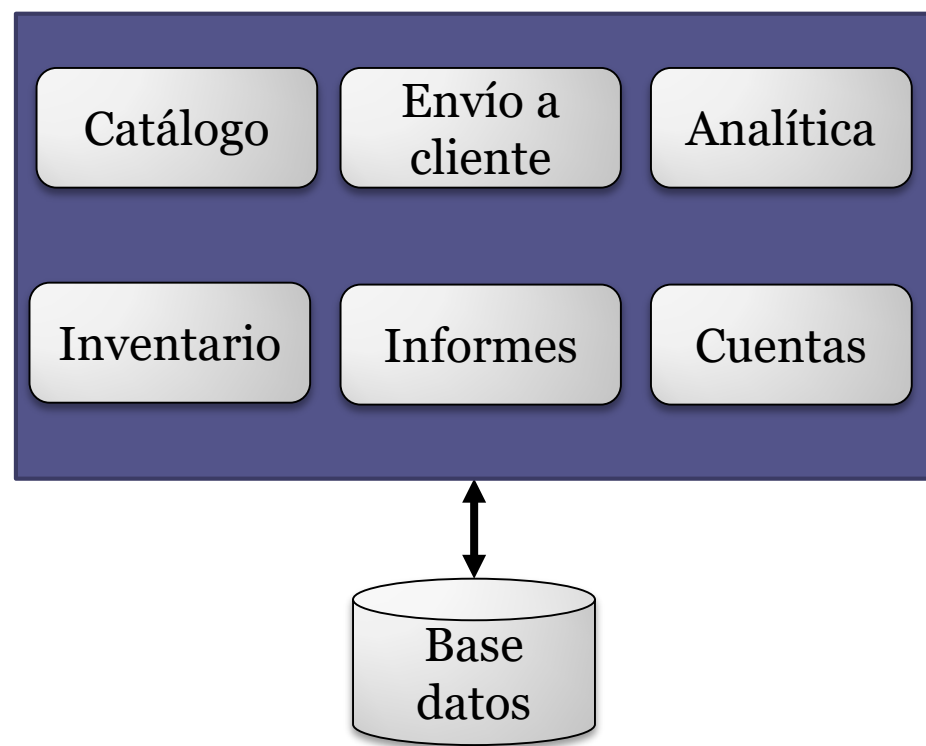 Catálogo
Envío a
cliente
Analítica
Inventario
Informes
Cuentas
Base
datos